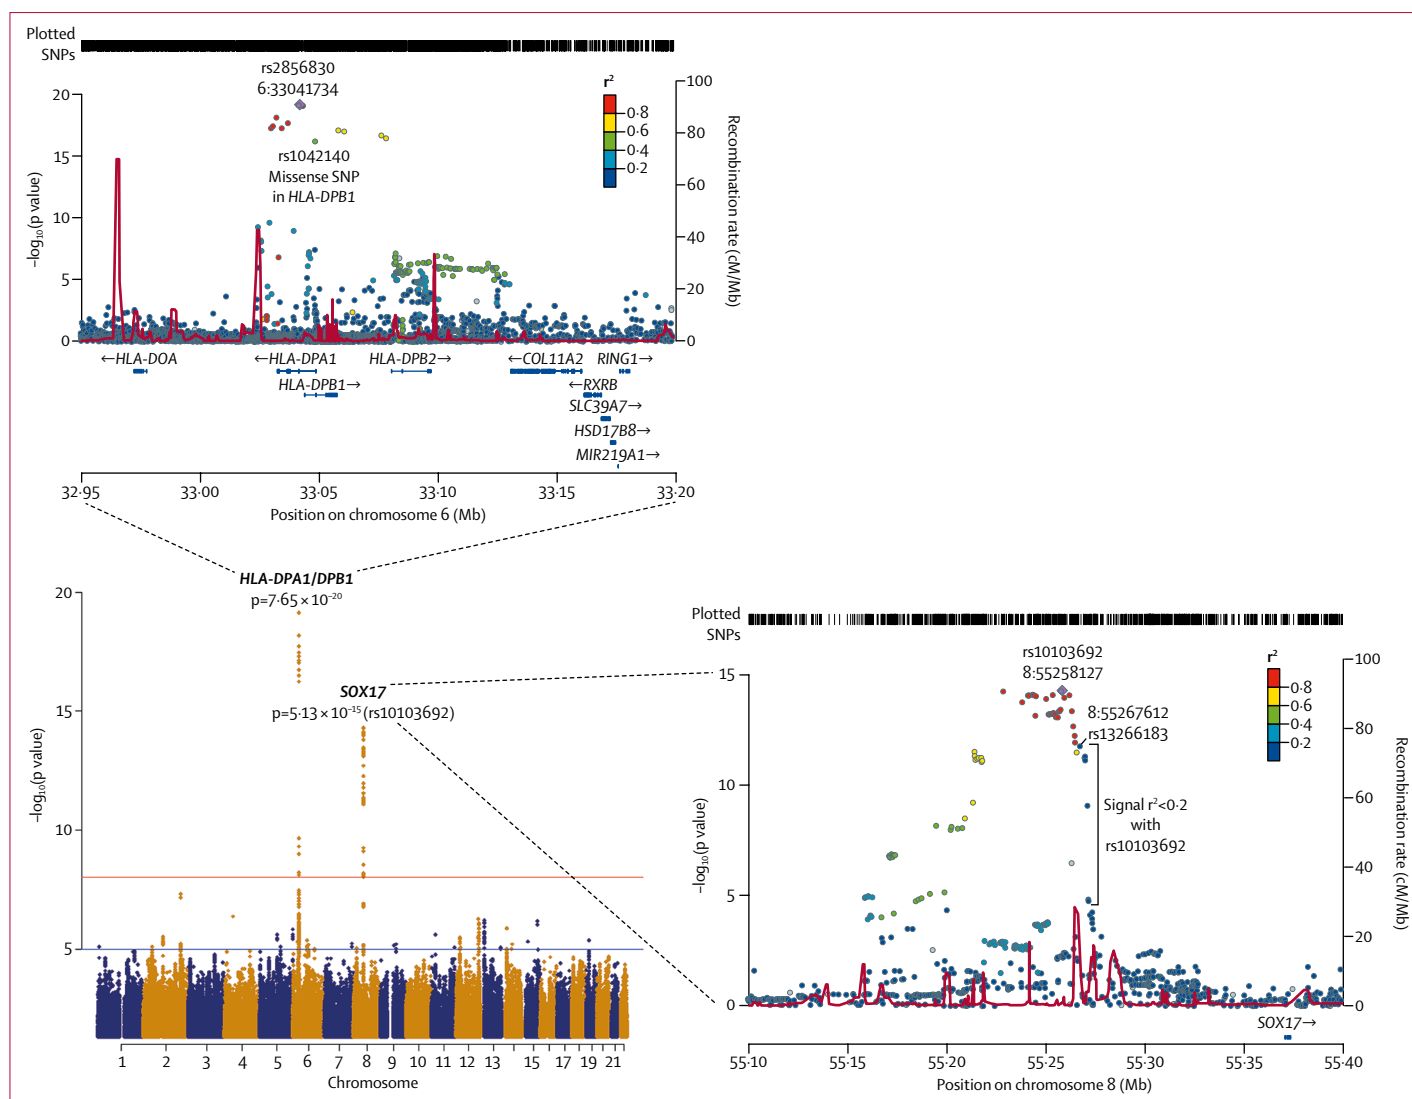 Plotted
SNPs
rs2856830
6:33041734
r²
0·8
0·6
0·4
0·2
rs1042140
Missense SNP
in HLA-DPB1
20
15
10
5
0
–log₁₀(p value)
100
80
60
40
20
0
Recombination rate (cM/Mb)
←HLA-DOA
←HLA-DPA1
HLA-DPB2→
←COL11A2
RING1→
HLA-DPB1→
←RXRB
SLC39A7→
HSD17B8→
MIR219A1→
32·95
33·00
33·05
33·10
33·15
33·20
Position on chromosome 6 (Mb)
HLA-DPA1/DPB1
p=7·65 × 10⁻²⁰
SOX17
p=5·13 × 10⁻¹⁵ (rs10103692)
20
15
10
5
–log₁₀(p value)
1
2
3
4
5
6
7
8
9
10
11
12
13
15
17
19
21
Chromosome
Plotted
SNPs
rs10103692
8:55258127
r²
0·8
0·6
0·4
0·2
8:55267612
rs13266183
Signal r²<0·2
with
rs10103692
15
10
5
0
–log₁₀(p value)
100
80
60
40
20
0
Recombination rate (cM/Mb)
SOX17→
55·10
55·15
55·20
55·25
55·30
55·35
55·40
Position on chromosome 8 (Mb)